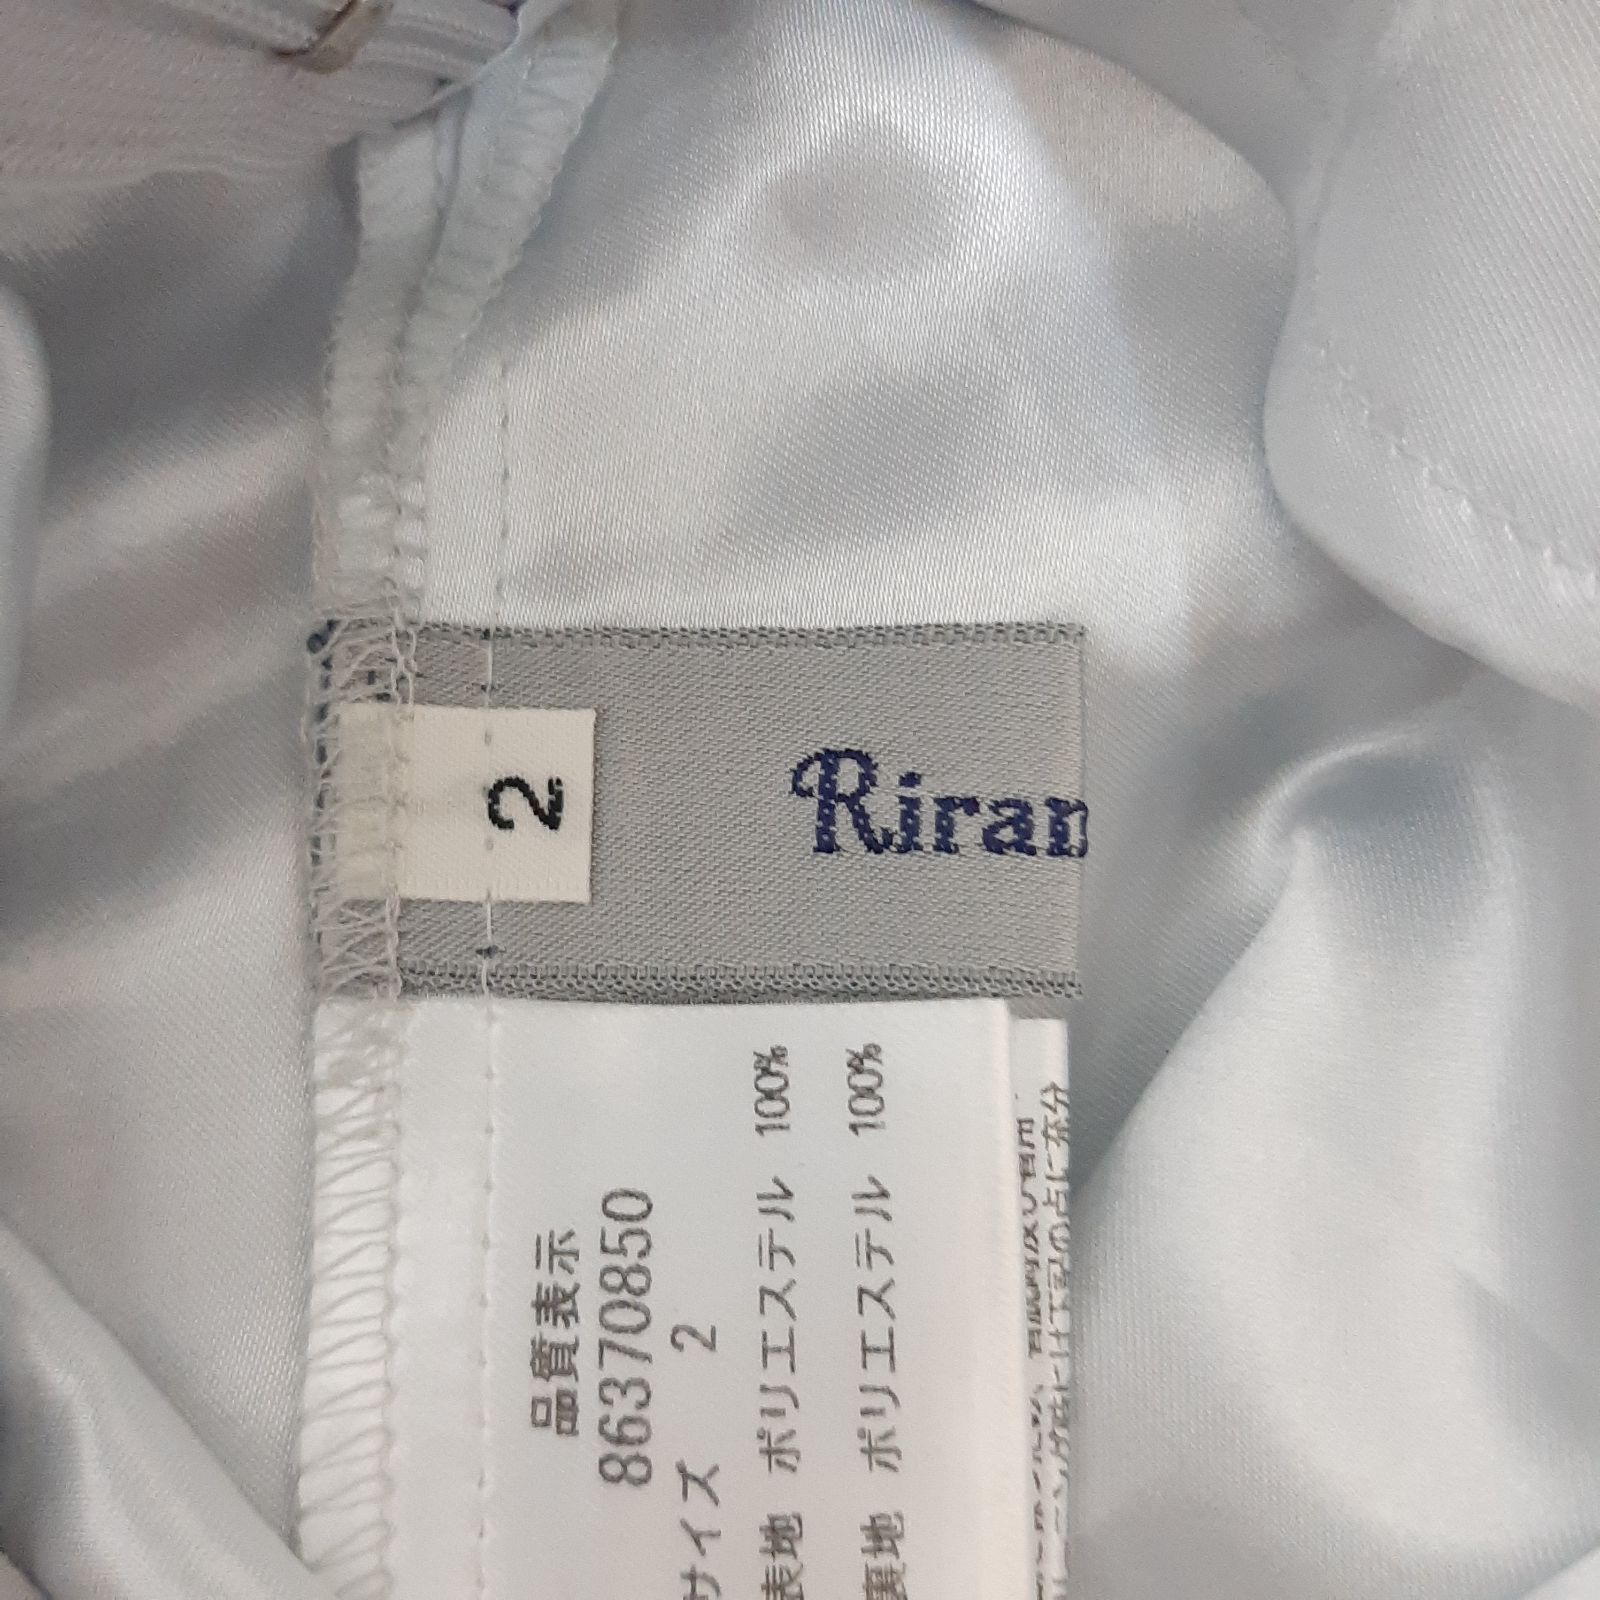 2
Riran
品質表示
86370850
サイズ 2
表地 ポリエステル 100%
裏地 ポリエステル 100%